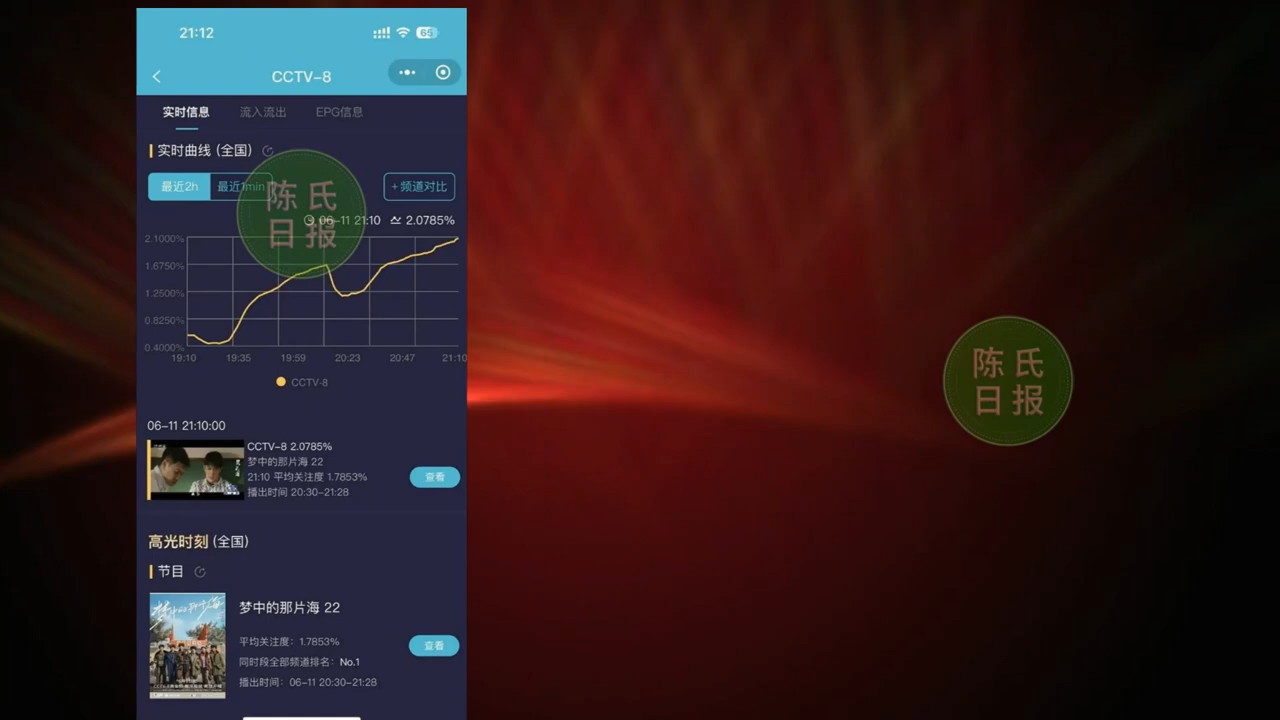 21:12
65
CCTV-8
实时信息 流入流出 EPG信息
实时曲线 (全国)
最近2h 最近1min +频道对比
陈氏
日报
06-11 21:10 2.0785%
2.1000%
1.6750%
1.2500%
0.8250%
0.4000%
19:10 19:35 19:59 20:23 20:47 21:10
CCTV-8
陈氏
日报
06-11 21:10:00
CCTV-8 2.0785%
梦中的那片海 22
21:10 平均关注度 1.7853%
播出时间 20:30-21:28
查看
高光时刻 (全国)
节目
梦中的那片海 22
平均关注度: 1.7853%
同时段全部频道排名: No.1
播出时间: 06-11 20:30-21:28
查看